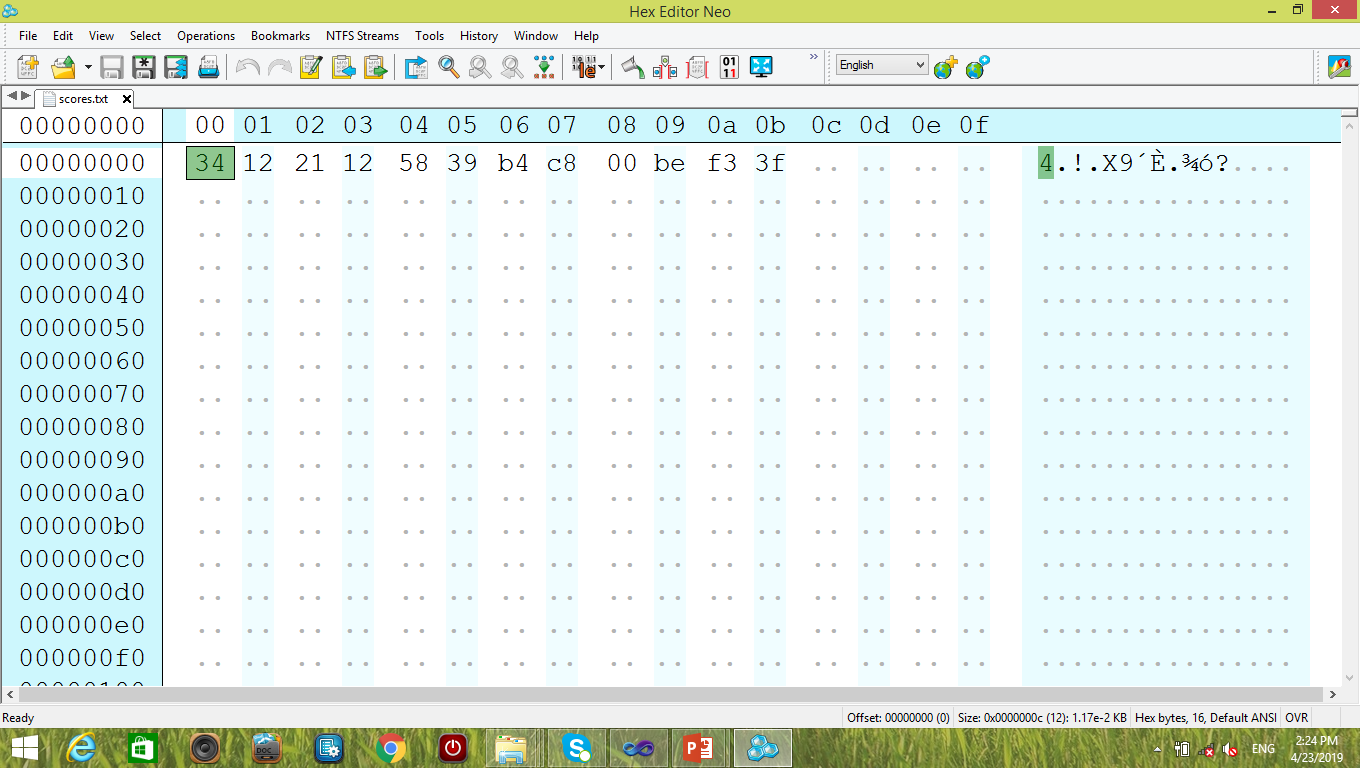 Hex Editor Neo
File Edit View Select Operations Bookmarks NTFS Streams Tools History Window Help
English
scores.txt
00000000 00 01 02 03 04 05 06 07 08 09 0a 0b 0c 0d 0e 0f
00000000 34 12 21 12 58 39 b4 c8 00 be f3 3f .. .. .. .. 4.!.X9´È.¾ó?....
00000010 .. .. .. .. .. .. .. .. .. .. .. .. .. .. .. .. ................
00000020 .. .. .. .. .. .. .. .. .. .. .. .. .. .. .. .. ................
00000030 .. .. .. .. .. .. .. .. .. .. .. .. .. .. .. .. ................
00000040 .. .. .. .. .. .. .. .. .. .. .. .. .. .. .. .. ................
00000050 .. .. .. .. .. .. .. .. .. .. .. .. .. .. .. .. ................
00000060 .. .. .. .. .. .. .. .. .. .. .. .. .. .. .. .. ................
00000070 .. .. .. .. .. .. .. .. .. .. .. .. .. .. .. .. ................
00000080 .. .. .. .. .. .. .. .. .. .. .. .. .. .. .. .. ................
00000090 .. .. .. .. .. .. .. .. .. .. .. .. .. .. .. .. ................
000000a0 .. .. .. .. .. .. .. .. .. .. .. .. .. .. .. .. ................
000000b0 .. .. .. .. .. .. .. .. .. .. .. .. .. .. .. .. ................
000000c0 .. .. .. .. .. .. .. .. .. .. .. .. .. .. .. .. ................
000000d0 .. .. .. .. .. .. .. .. .. .. .. .. .. .. .. .. ................
000000e0 .. .. .. .. .. .. .. .. .. .. .. .. .. .. .. .. ................
000000f0 .. .. .. .. .. .. .. .. .. .. .. .. .. .. .. .. ................
Ready Offset: 00000000 (0) Size: 0x0000000c (12): 1.17e-2 KB Hex bytes, 16, Default ANSI OVR
ENG 2:24 PM
4/23/2019